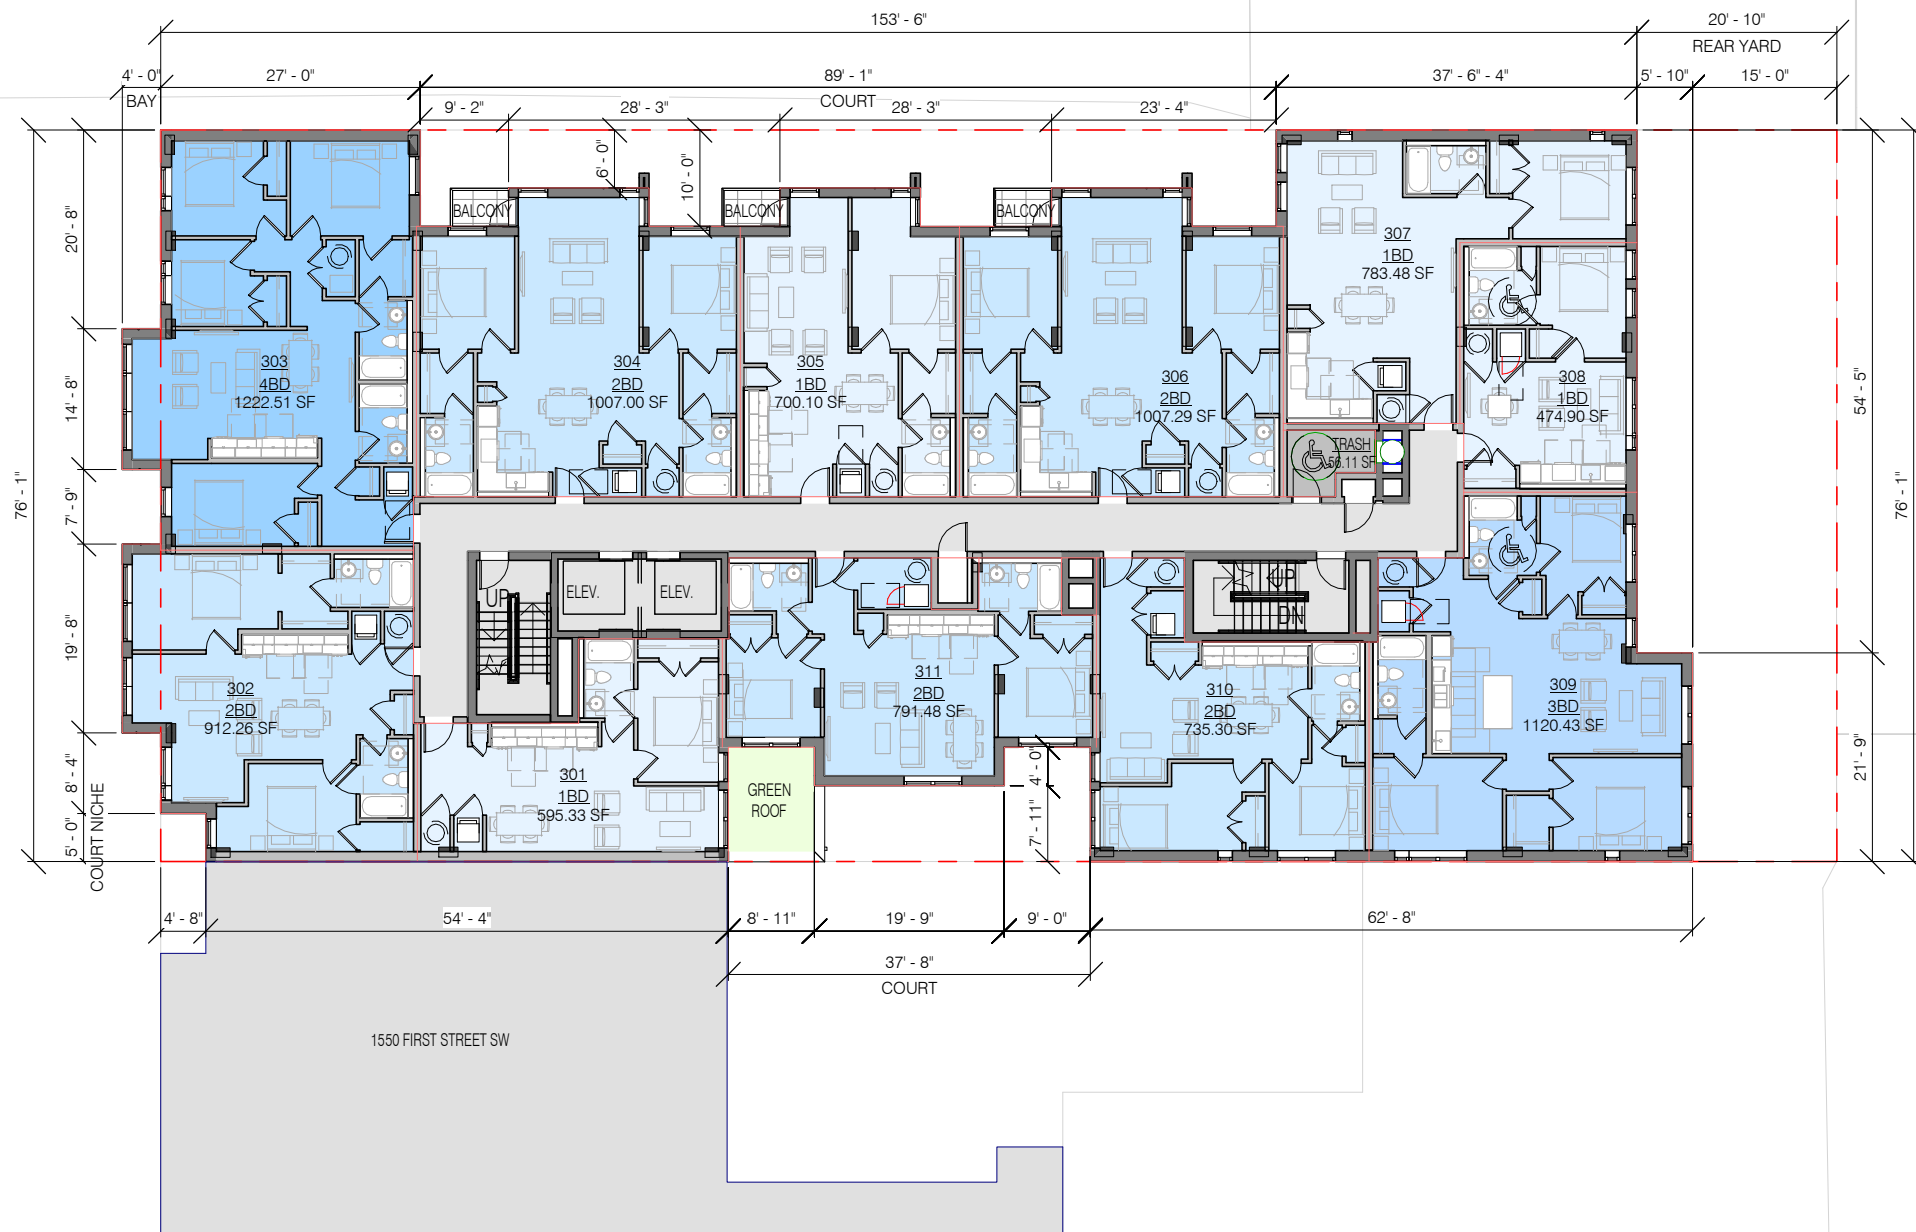 153' - 6"
20' - 10"
REAR YARD
4' - 0"
27' - 0"
89' - 1"
37' - 6" - 4"
5' - 10"
15' - 0"
BAY
COURT
9' - 2"
28' - 3"
28' - 3"
23' - 4"
6' - 0"
10' - 0"
BALCONY
BALCONY
BALCONY
20' - 8"
14' - 8"
7' - 9"
19' - 8"
8' - 4"
5' - 0"
COURT NICHE
76' - 1"
54' - 5"
21' - 9"
76' - 1"
303
4BD
1222.51 SF
304
2BD
1007.00 SF
305
1BD
700.10 SF
306
2BD
1007.29 SF
307
1BD
783.48 SF
308
1BD
474.90 SF
TRASH
56.11 SF
UP
ELEV.
ELEV.
UP
DN
302
2BD
912.26 SF
301
1BD
595.33 SF
311
2BD
791.48 SF
310
2BD
735.30 SF
309
3BD
1120.43 SF
GREEN
ROOF
4' - 0"
7' - 11"
4' - 8"
54' - 4"
8' - 11"
19' - 9"
9' - 0"
62' - 8"
37' - 8"
COURT
1550 FIRST STREET SW